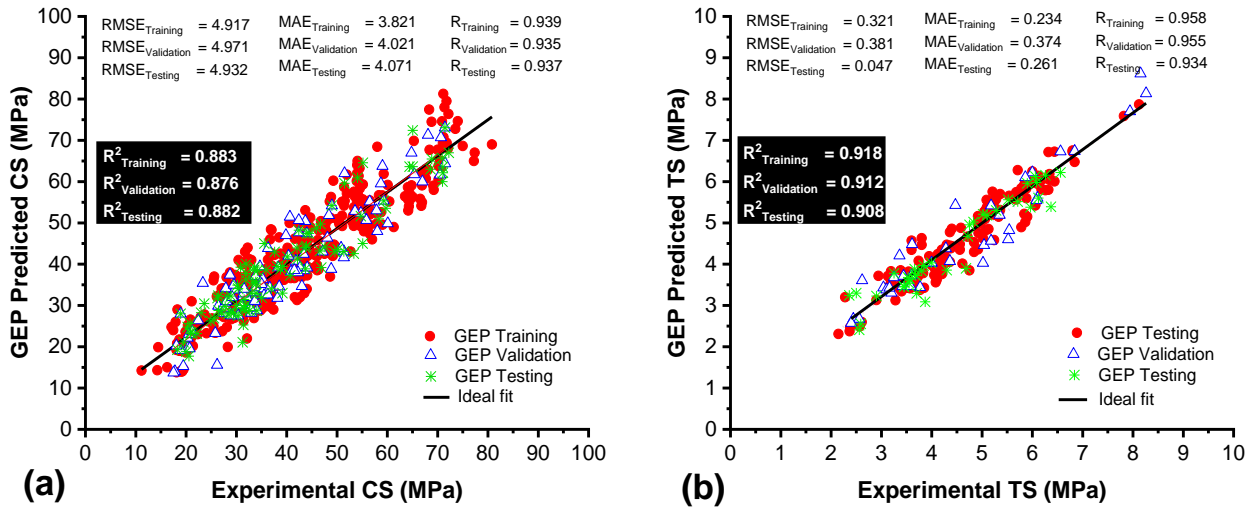 RMSE_Training = 4.917 MAE_Training = 3.821 R_Training = 0.939
RMSE_Validation = 4.971 MAE_Validation = 4.021 R_Validation = 0.935
RMSE_Testing = 4.932 MAE_Testing = 4.071 R_Testing = 0.937
R²_Training = 0.883
R²_Validation = 0.876
R²_Testing = 0.882
GEP Training
GEP Validation
GEP Testing
Ideal fit
GEP Predicted CS (MPa)
100
90
80
70
60
50
40
30
20
10
0
0 10 20 30 40 50 60 70 80 90 100
Experimental CS (MPa)
(a)
RMSE_Training = 0.321 MAE_Training = 0.234 R_Training = 0.958
RMSE_Validation = 0.381 MAE_Validation = 0.374 R_Validation = 0.955
RMSE_Testing = 0.047 MAE_Testing = 0.261 R_Testing = 0.934
R²_Training = 0.918
R²_Validation = 0.912
R²_Testing = 0.908
GEP Testing
GEP Validation
GEP Testing
Ideal fit
GEP Predicted TS (MPa)
10
9
8
7
6
5
4
3
2
1
0
0 1 2 3 4 5 6 7 8 9 10
Experimental TS (MPa)
(b)